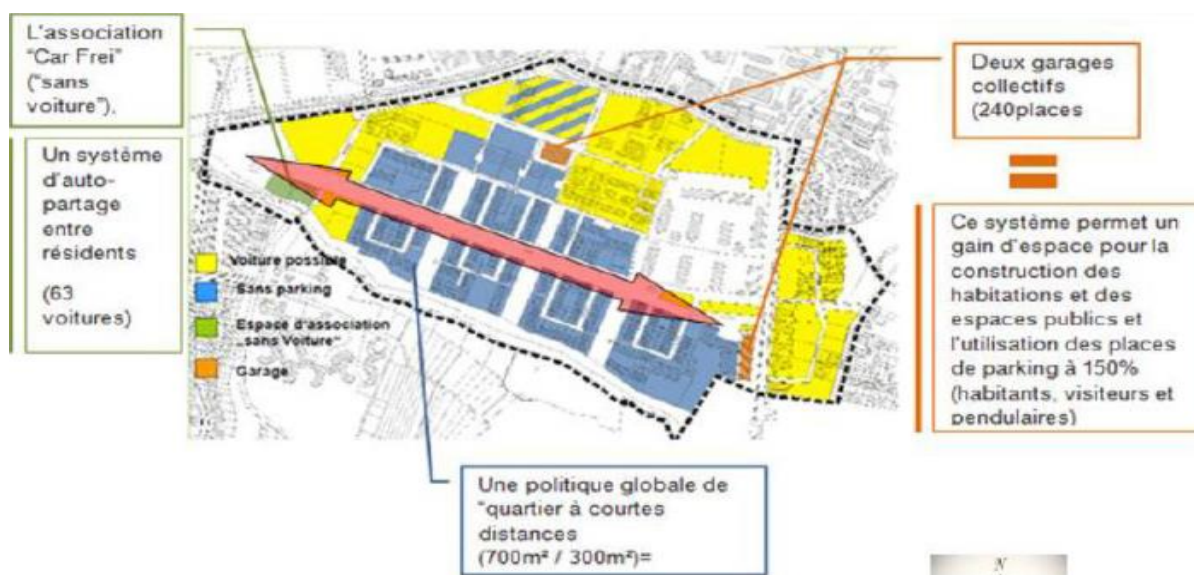 L'association
"Car Frei"
("sans
voiture").
Un système
d'auto-
partage
entre
résidents
(63
voitures)
Voiture possible
Sans parking
Espace d'association
„sans Voiture"
Garage
Deux garages
collectifs
(240places
Ce système permet un
gain d'espace pour la
construction des
habitations et des
espaces publics et
l'utilisation des places
de parking à 150%
(habitants, visiteurs et
pendulaires)
Une politique globale de
"quartier à courtes
distances
(700m² / 300m²)=
N